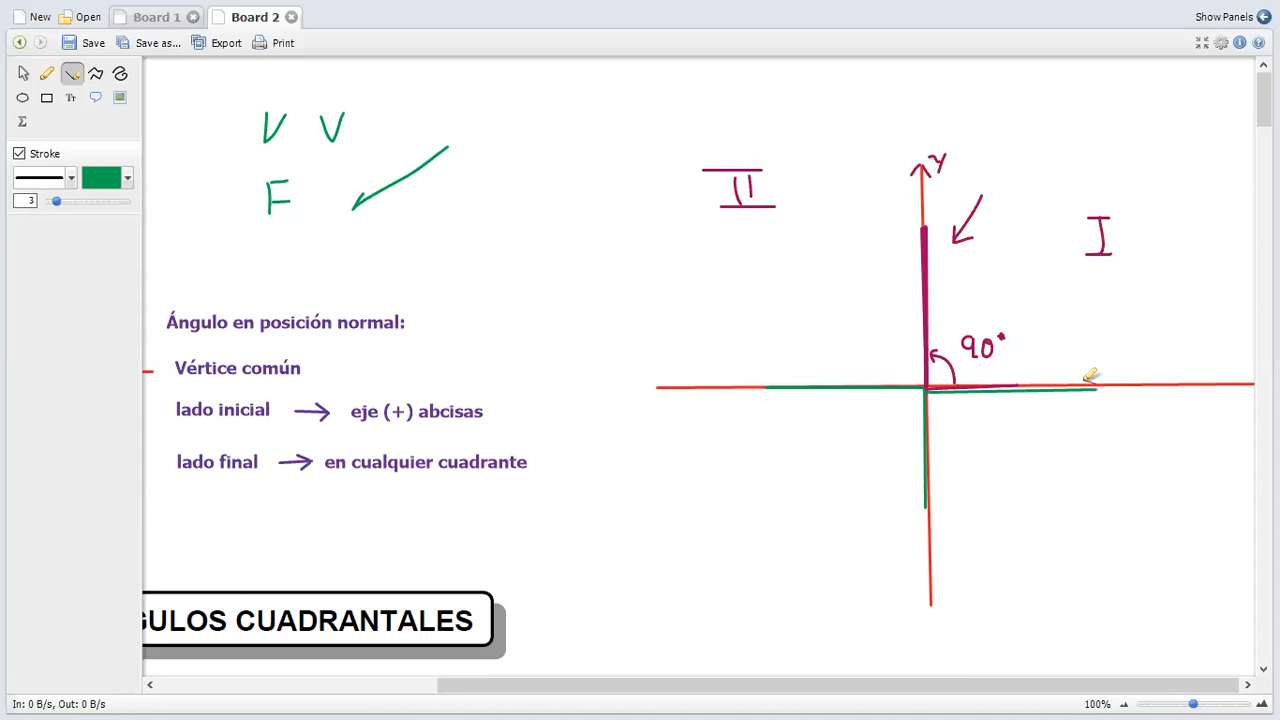 New Open Board 1 Board 2 Show Panels
Save Save as... Export Print
Tr
Σ
Stroke
3
V V
F
II
y
I
90°
Ángulo en posición normal:
Vértice común
lado inicial → eje (+) abcisas
lado final → en cualquier cuadrante
GULOS CUADRANTALES
In: 0 B/s, Out: 0 B/s 100%